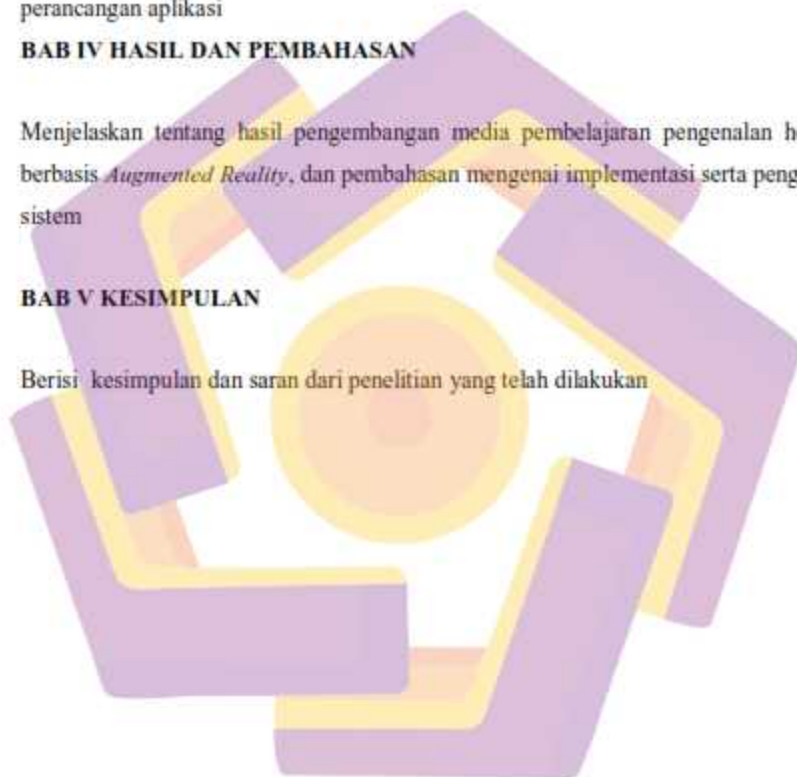 perancangan aplikasi
BAB IV HASIL DAN PEMBAHASAN
Menjelaskan tentang hasil pengembangan media pembelajaran pengenalan
berbasis Augmented Reality, dan pembahasan mengenai implementasi serta
sistem
BAB V KESIMPULAN
Berisi kesimpulan dan saran dari penelitian yang telah dilakukan